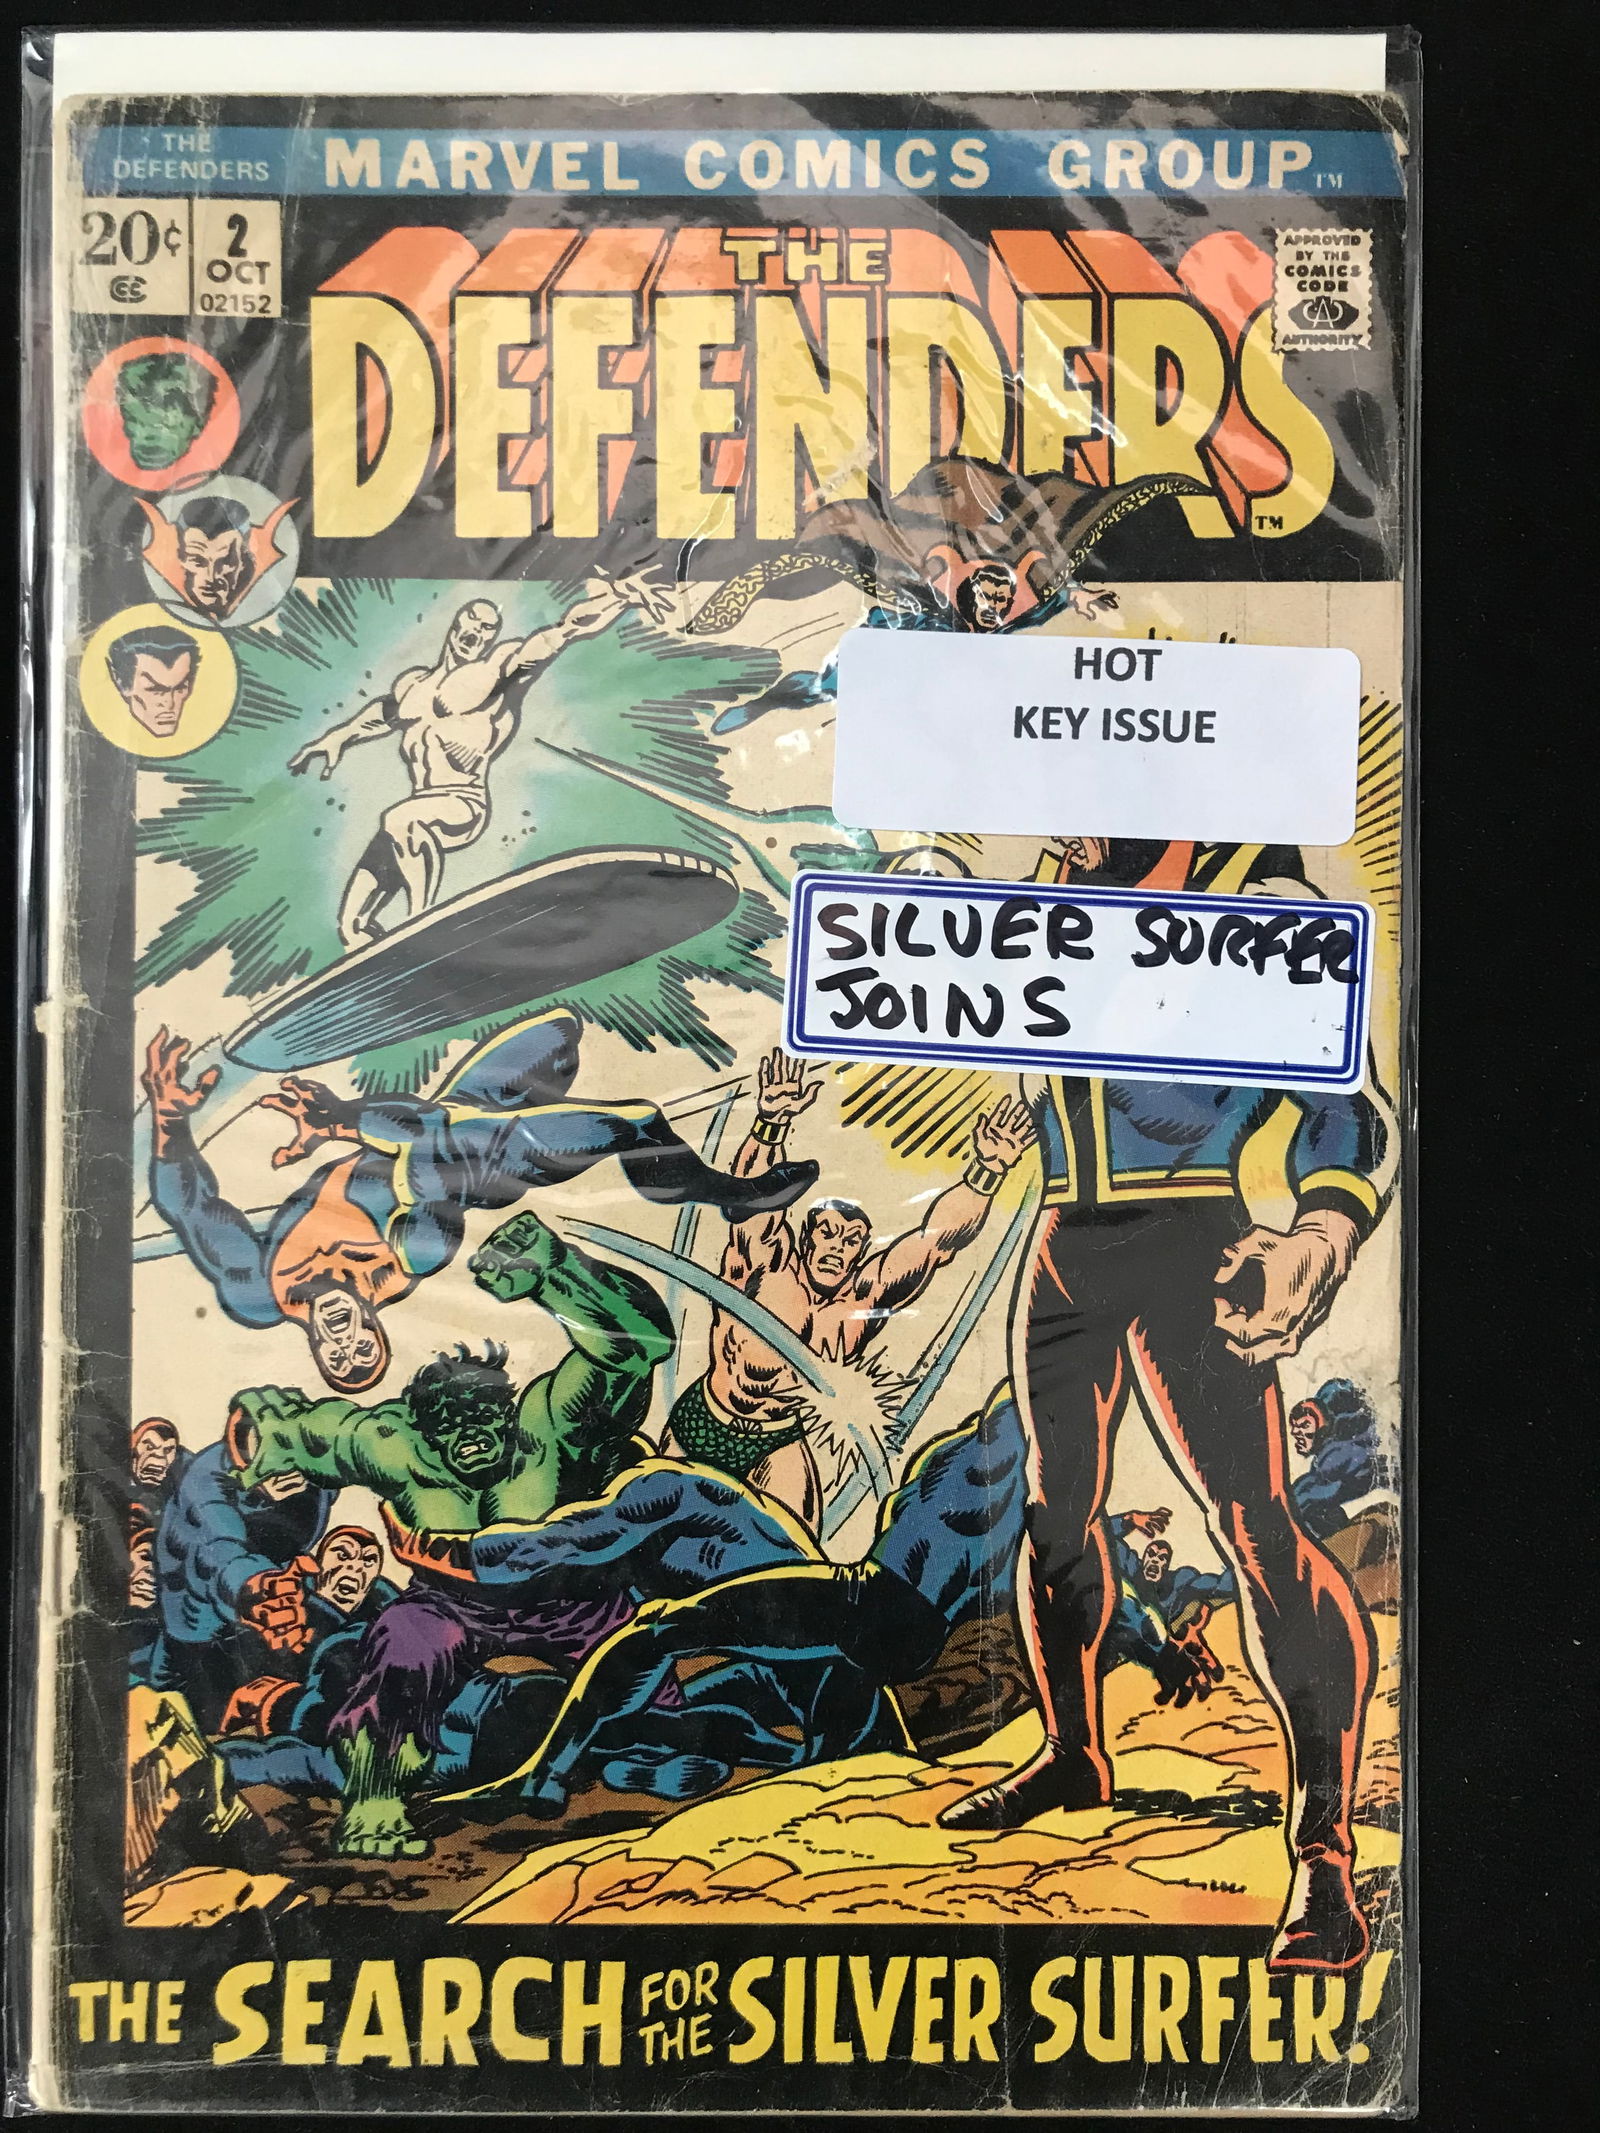 THE
DEFENDERS
MARVEL COMICS GROUP TM
20¢
CC
2
OCT
02152
APPROVED
BY THE
COMICS
CODE
CA
AUTHORITY
THE
DEFENDERS
TM
HOT
KEY ISSUE
SILVER SURFER
JOINS
THE SEARCH FOR THE SILVER SURFER!